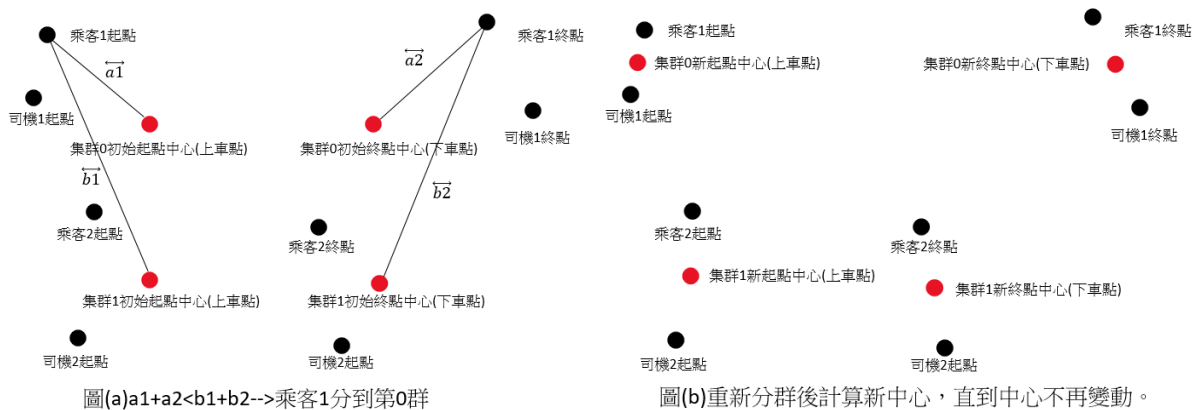 乘客1起點
a1
司機1起點
集群0初始起點中心(上車點)
b1
乘客2起點
集群1初始起點中心(上車點)
司機2起點
乘客1終點
a2
司機1終點
集群0初始終點中心(下車點)
b2
乘客2終點
集群1初始終點中心(下車點)
司機2終點
圖(a)a1+a2<b1+b2-->乘客1分到第0群
乘客1起點
集群0新起點中心(上車點)
司機1起點
乘客1終點
集群0新終點中心(下車點)
司機1終點
乘客2起點
集群1新起點中心(上車點)
司機2起點
乘客2終點
集群1新終點中心(下車點)
司機2起點
圖(b)重新分群後計算新中心，直到中心不再變動。